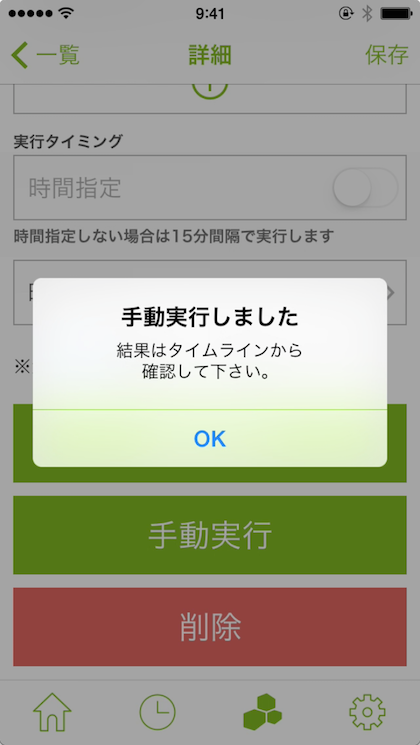 9:41
一覧
詳細
保存
実行タイミング
時間指定
時間指定しない場合は15分間隔で実行します
※
手動実行しました
結果はタイムラインから
確認して下さい。
OK
手動実行
削除